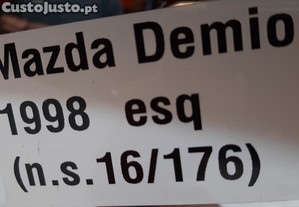 CustoJusto.pt
Mazda Demio
1998 esq
(n.s.16/176)